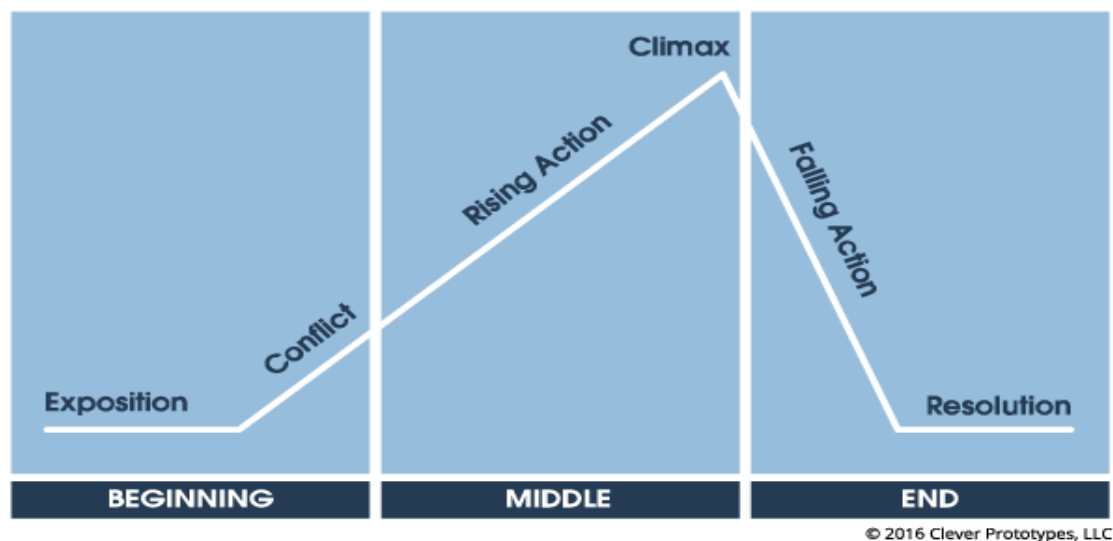 Exposition
Conflict
Rising Action
Climax
Falling Action
Resolution
BEGINNING
MIDDLE
END
© 2016 Clever Prototypes, LLC